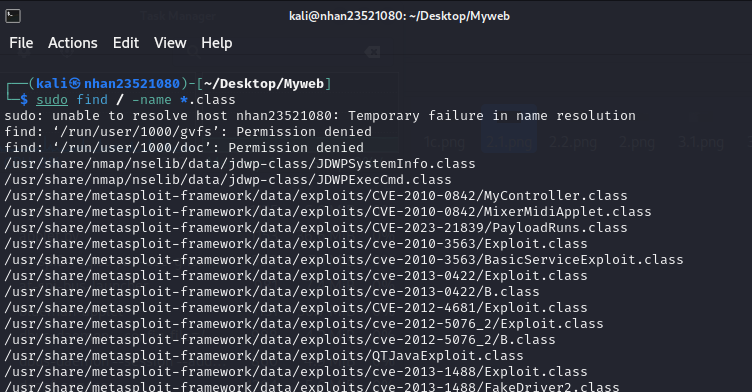 kali@nhan23521080: ~/Desktop/Myweb
File Actions Edit View Help
┌──(kali㉿nhan23521080)-[~/Desktop/Myweb]
└─$ sudo find / -name *.class
sudo: unable to resolve host nhan23521080: Temporary failure in name resolution
find: ‘/run/user/1000/gvfs’: Permission denied
find: ‘/run/user/1000/doc’: Permission denied
/usr/share/nmap/nselib/data/jdwp-class/JDWPSystemInfo.class
/usr/share/nmap/nselib/data/jdwp-class/JDWPExecCmd.class
/usr/share/metasploit-framework/data/exploits/CVE-2010-0842/MyController.class
/usr/share/metasploit-framework/data/exploits/CVE-2010-0842/MixerMidiApplet.class
/usr/share/metasploit-framework/data/exploits/CVE-2023-21839/PayloadRuns.class
/usr/share/metasploit-framework/data/exploits/cve-2010-3563/Exploit.class
/usr/share/metasploit-framework/data/exploits/cve-2010-3563/BasicServiceExploit.class
/usr/share/metasploit-framework/data/exploits/cve-2013-0422/Exploit.class
/usr/share/metasploit-framework/data/exploits/cve-2013-0422/B.class
/usr/share/metasploit-framework/data/exploits/CVE-2012-4681/Exploit.class
/usr/share/metasploit-framework/data/exploits/cve-2012-5076_2/Exploit.class
/usr/share/metasploit-framework/data/exploits/cve-2012-5076_2/B.class
/usr/share/metasploit-framework/data/exploits/QTJavaExploit.class
/usr/share/metasploit-framework/data/exploits/cve-2013-1488/Exploit.class
/usr/share/metasploit-framework/data/exploits/cve-2013-1488/FakeDriver2.class